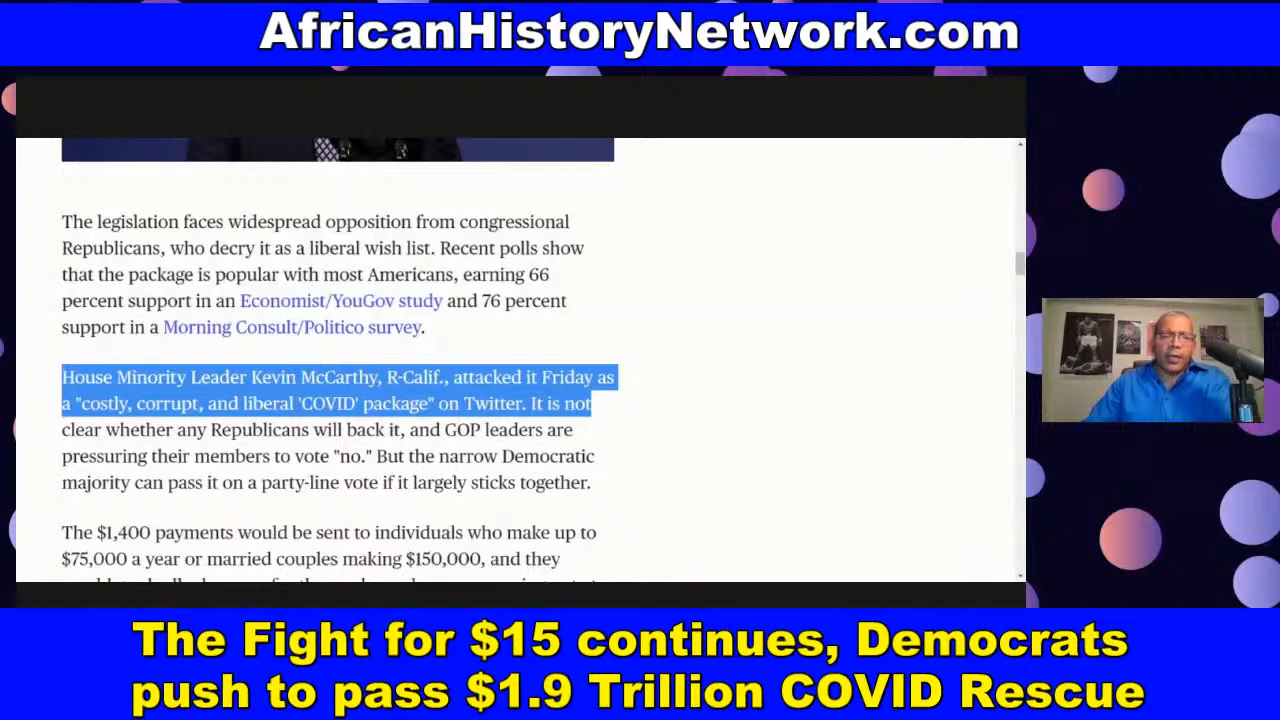 AfricanHistoryNetwork.com
The legislation faces widespread opposition from congressional
Republicans, who decry it as a liberal wish list. Recent polls show
that the package is popular with most Americans, earning 66
percent support in an Economist/YouGov study and 76 percent
support in a Morning Consult/Politico survey.
House Minority Leader Kevin McCarthy, R-Calif., attacked it Friday as
a "costly, corrupt, and liberal 'COVID' package" on Twitter. It is not
clear whether any Republicans will back it, and GOP leaders are
pressuring their members to vote "no." But the narrow Democratic
majority can pass it on a party-line vote if it largely sticks together.
The $1,400 payments would be sent to individuals who make up to
$75,000 a year or married couples making $150,000, and they
The Fight for $15 continues, Democrats
push to pass $1.9 Trillion COVID Rescue